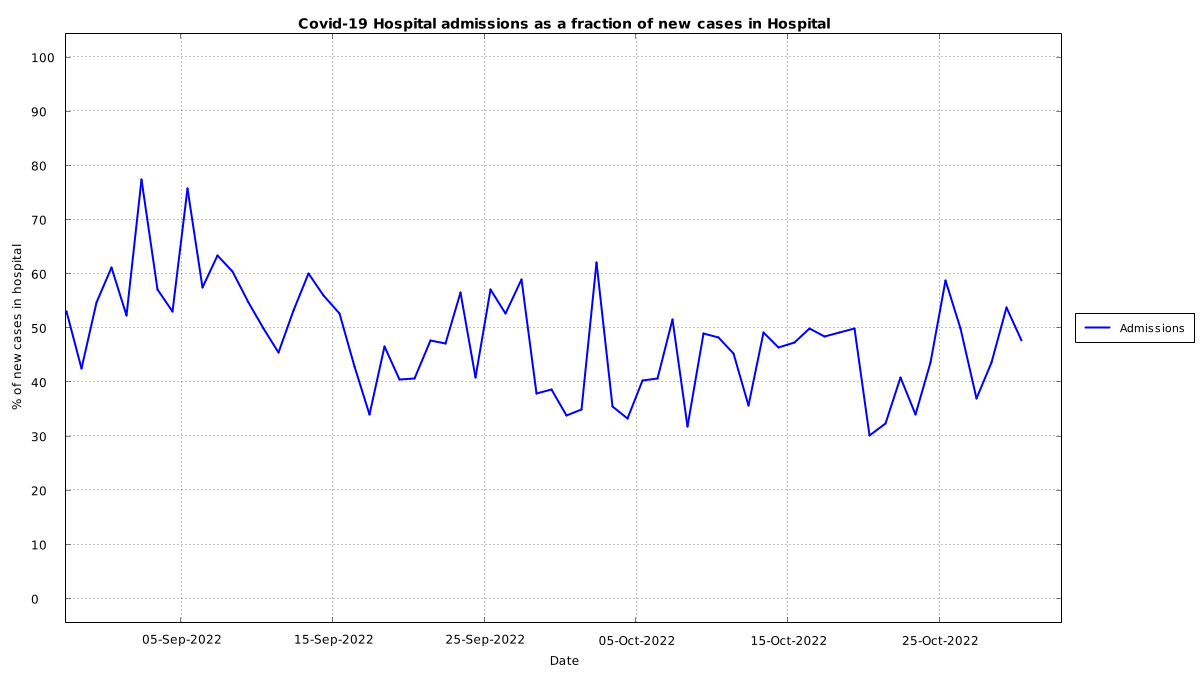 Covid-19 Hospital admissions as a fraction of new cases in Hospital
100
90
80
70
60
50
40
30
20
10
0
% of new cases in hospital
05-Sep-2022
15-Sep-2022
25-Sep-2022
05-Oct-2022
15-Oct-2022
25-Oct-2022
Date
Admissions